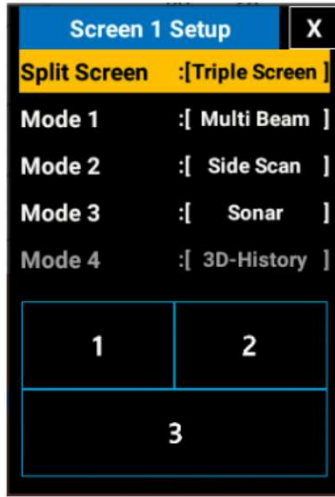 Screen 1 Setup X
Split Screen :[Triple Screen ]
Mode 1 :[ Multi Beam ]
Mode 2 :[ Side Scan ]
Mode 3 :[ Sonar ]
Mode 4 :[ 3D-History ]
1 2
3